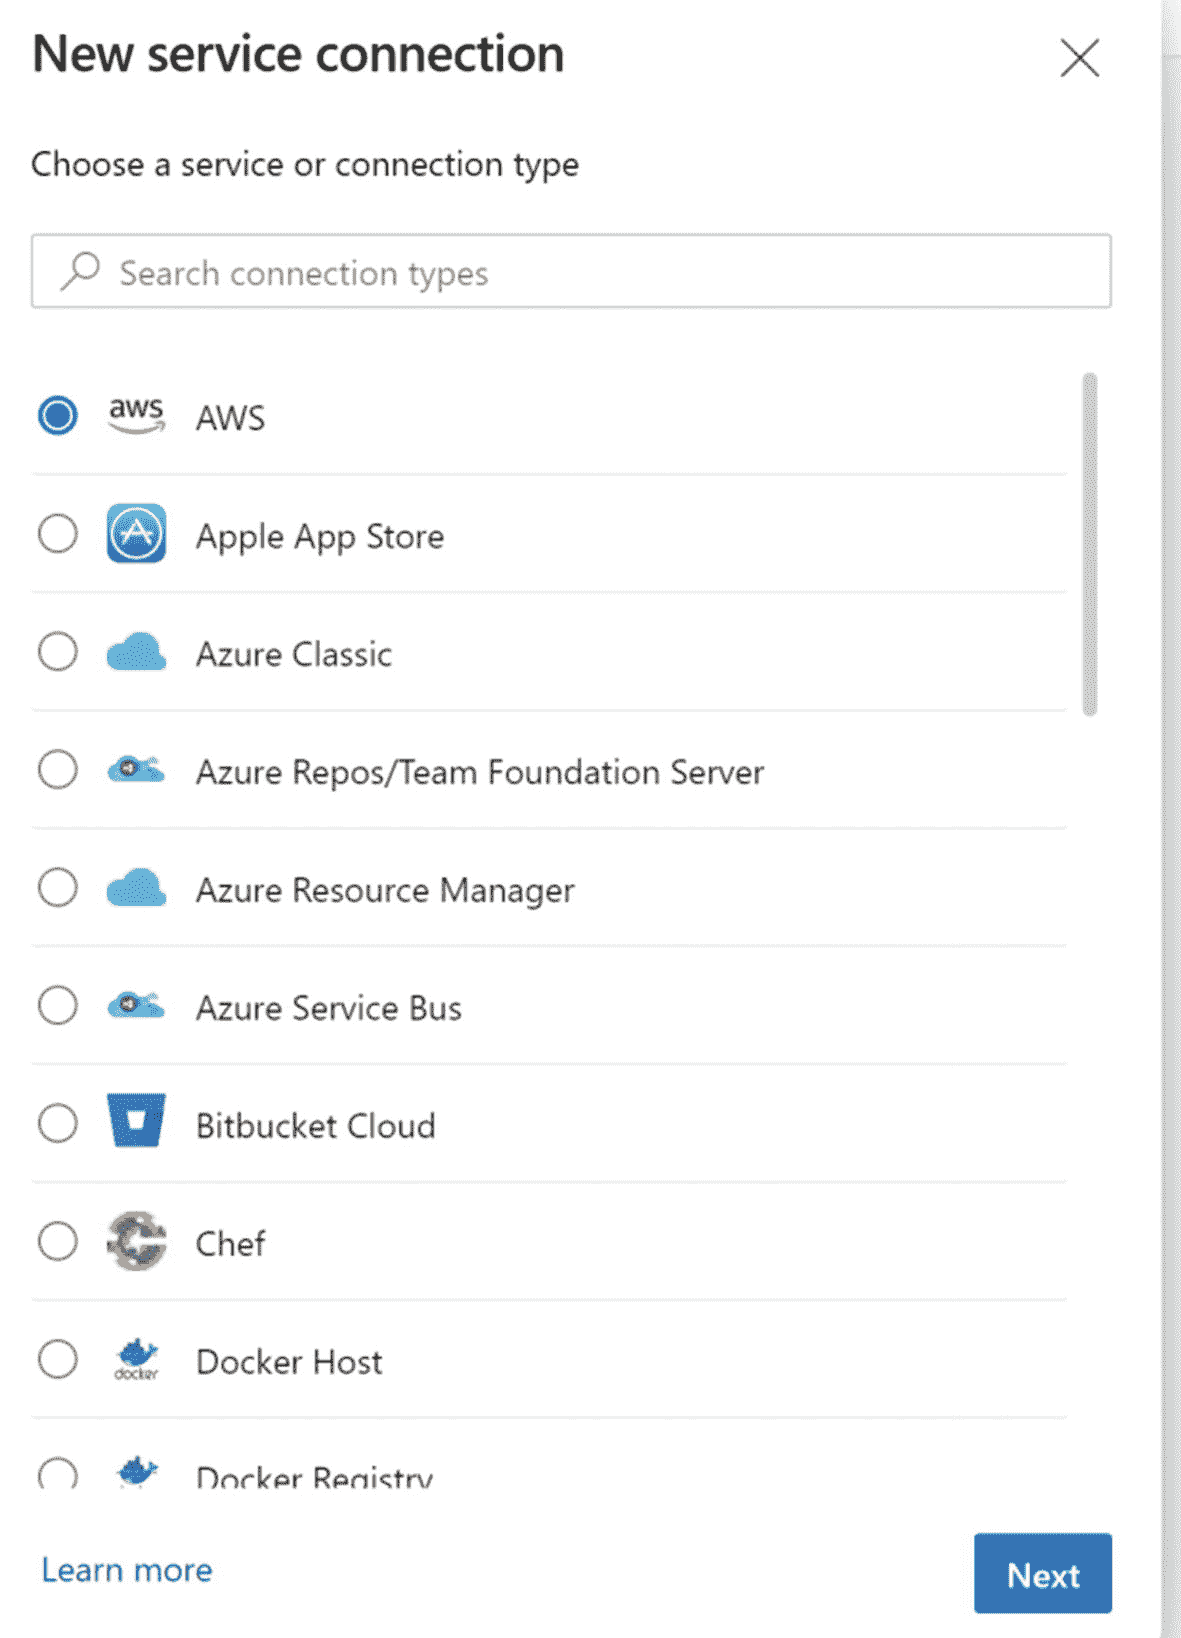 New service connection
Choose a service or connection type
Search connection types
aws AWS
Apple App Store
Azure Classic
Azure Repos/Team Foundation Server
Azure Resource Manager
Azure Service Bus
Bitbucket Cloud
Chef
docker Docker Host
Docker Registry
Learn more
Next